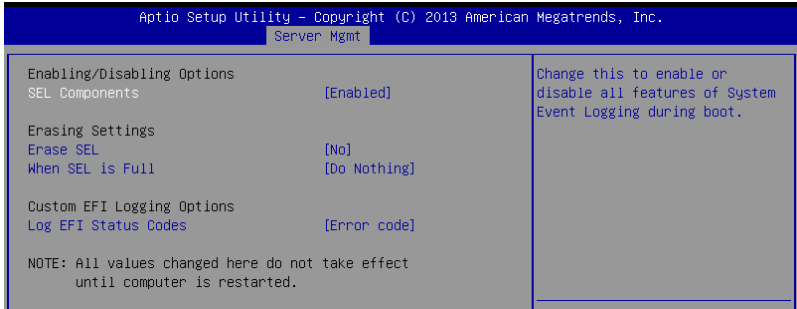 Aptio Setup Utility – Copyright (C) 2013 American Megatrends, Inc.
Server Mgmt
Enabling/Disabling Options
SEL Components [Enabled]
Erasing Settings
Erase SEL [No]
When SEL is Full [Do Nothing]
Custom EFI Logging Options
Log EFI Status Codes [Error code]
NOTE: All values changed here do not take effect
until computer is restarted.
Change this to enable or
disable all features of System
Event Logging during boot.